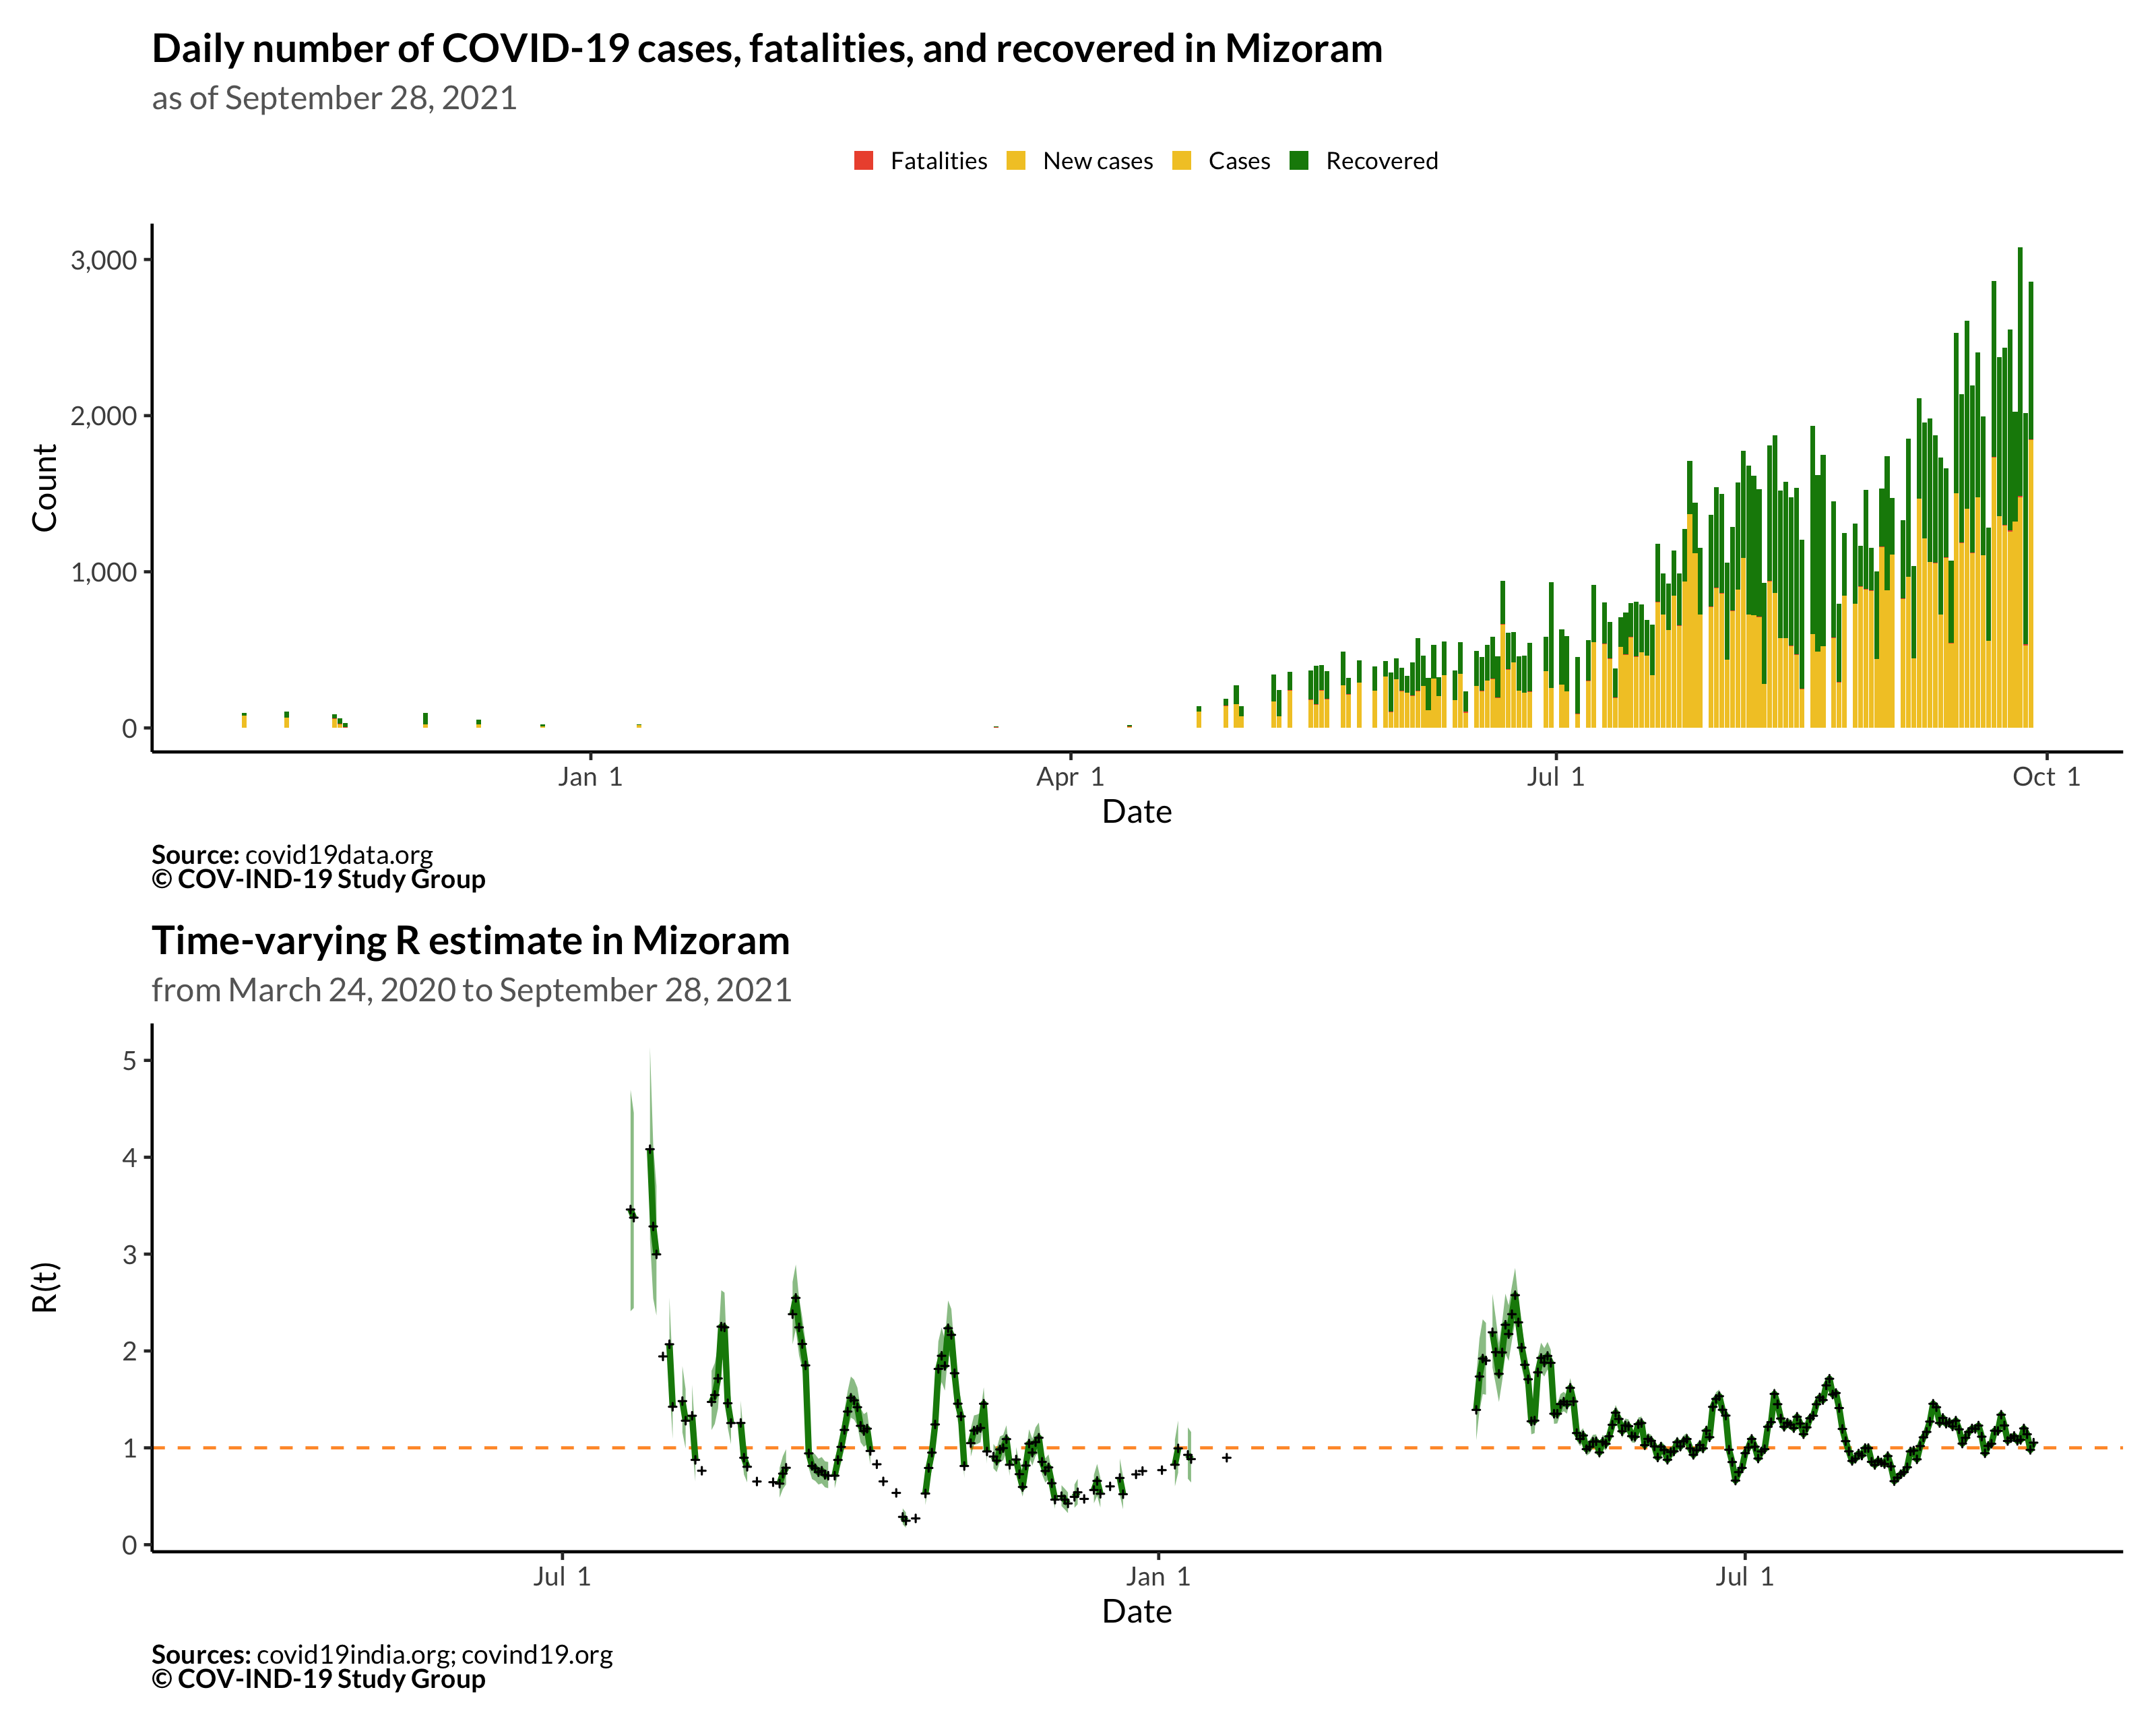 Daily number of COVID-19 cases, fatalities, and recovered in Mizoram
as of September 28, 2021
Fatalities New cases Cases Recovered
3,000
2,000
1,000
0
Count
Jan 1 Apr 1 Jul 1 Oct 1
Date
Source: covid19data.org
© COV-IND-19 Study Group
Time-varying R estimate in Mizoram
from March 24, 2020 to September 28, 2021
5
4
3
2
1
0
R(t)
Jul 1 Jan 1 Jul 1
Date
Sources: covid19india.org; covind19.org
© COV-IND-19 Study Group